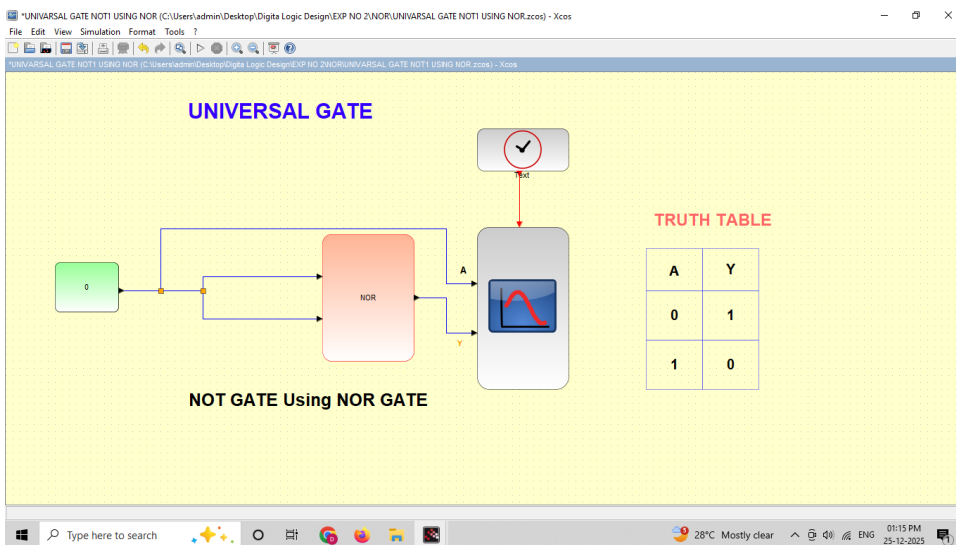 *UNIVARSAL GATE NOT1 USING NOR (C:\Users\admin\Desktop\Digita Logic Design\EXP NO 2\NOR\UNIVARSAL GATE NOT1 USING NOR.zcos) - Xcos
File Edit View Simulation Format Tools ?
*UNIVARSAL GATE NOT1 USING NOR (C:\Users\admin\Desktop\Digita Logic Design\EXP NO 2\NOR\UNIVARSAL GATE NOT1 USING NOR.zcos) - Xcos
UNIVERSAL GATE
Text
TRUTH TABLE
A Y
0 1
1 0
0
NOR
A
Y
NOT GATE Using NOR GATE
Type here to search
28°C Mostly clear
ENG
01:15 PM
25-12-2025
1